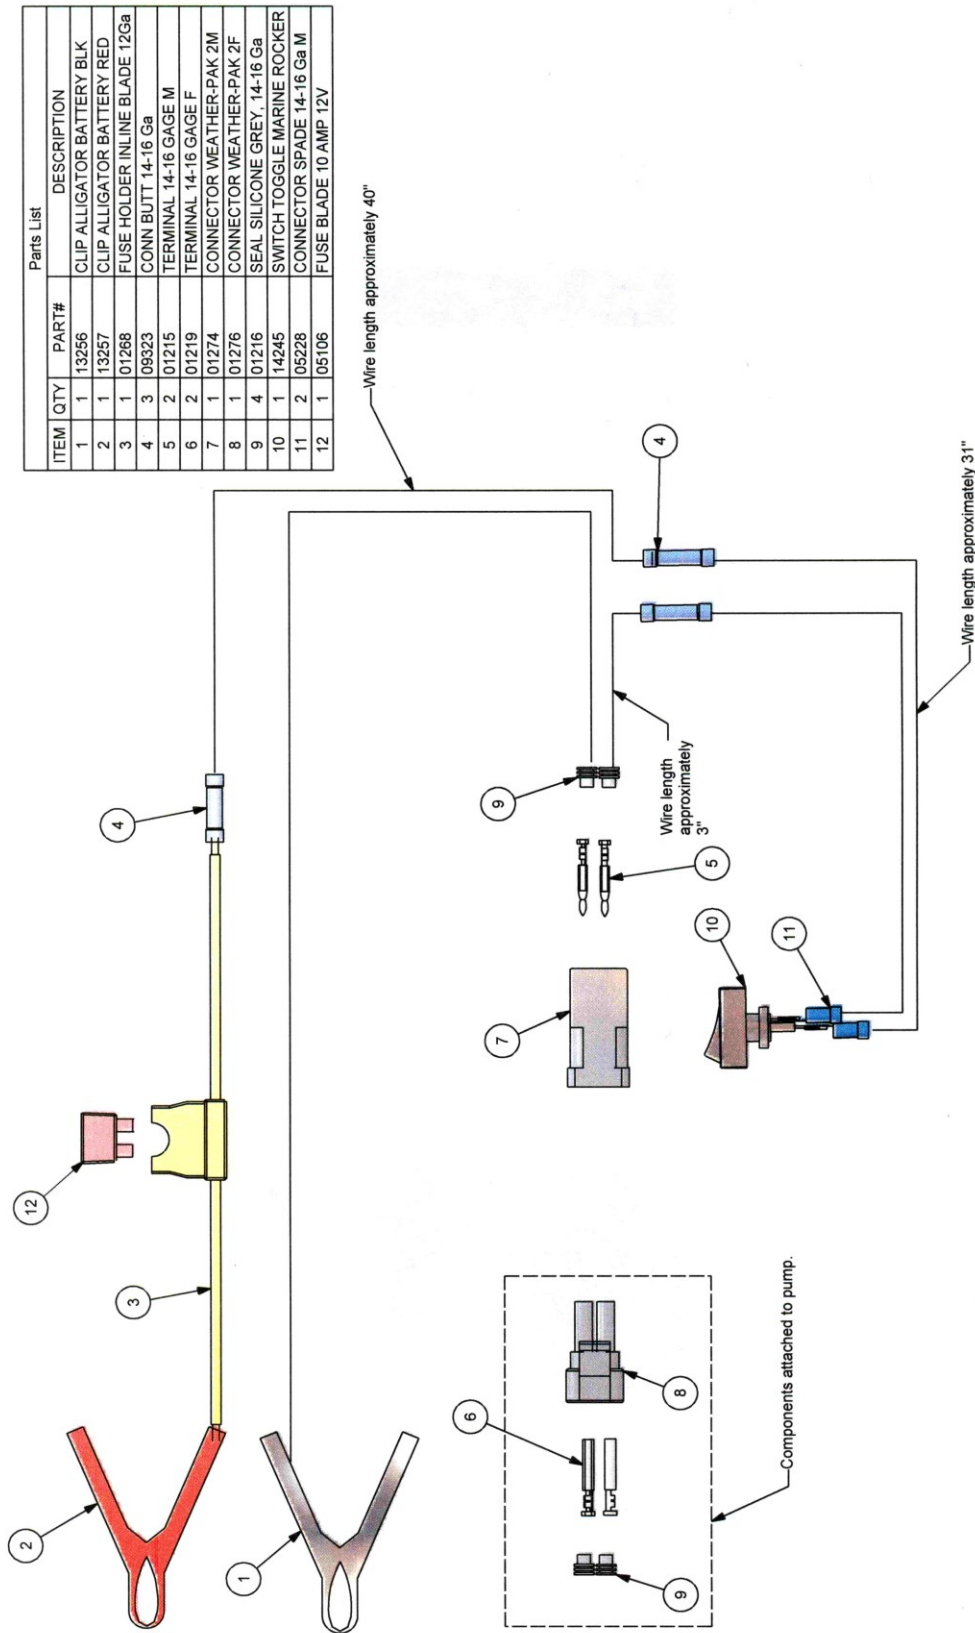 Parts List
ITEM QTY PART# DESCRIPTION
1 1 13256 CLIP ALLIGATOR BATTERY BLK
2 1 13257 CLIP ALLIGATOR BATTERY RED
3 1 01268 FUSE HOLDER INLINE BLADE 12Ga
4 3 09323 CONN BUTT 14-16 Ga
5 2 01215 TERMINAL 14-16 GAGE M
6 2 01219 TERMINAL 14-16 GAGE F
7 1 01274 CONNECTOR WEATHER-PAK 2M
8 1 01276 CONNECTOR WEATHER-PAK 2F
9 4 01216 SEAL SILICONE GREY, 14-16 Ga
10 1 14245 SWITCH TOGGLE MARINE ROCKER
11 2 05228 CONNECTOR SPADE 14-16 Ga M
12 1 05106 FUSE BLADE 10 AMP 12V
2
3
12
4
1
Wire length approximately 40"
6
7
9
8
9
5
Wire length
approximately
3"
4
10
11
Components attached to pump.
Wire length approximately 31"